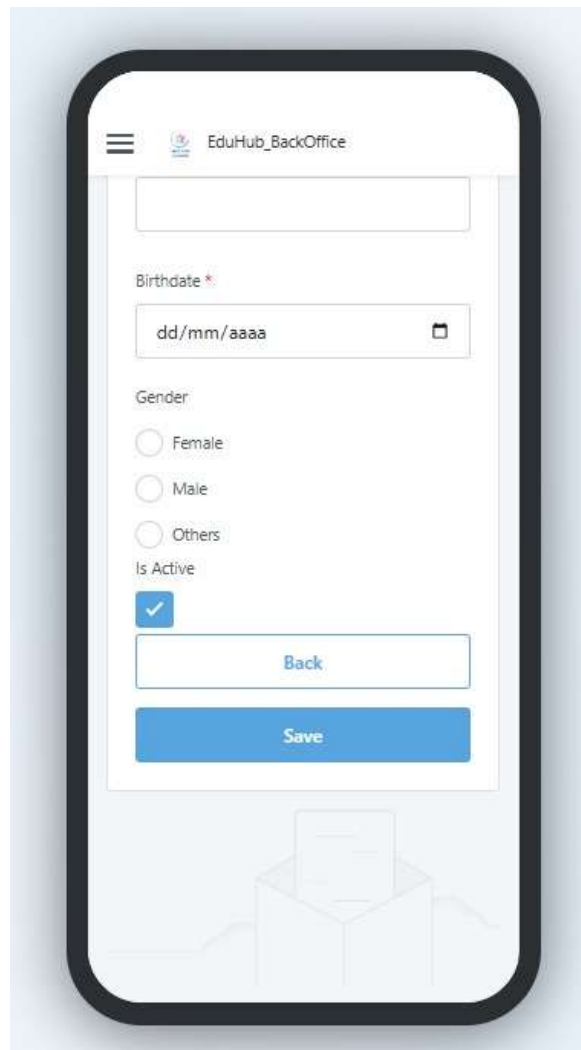 EduHub_BackOffice
Birthdate *
dd/mm/aaaa
Gender
Female
Male
Others
Is Active
Back
Save